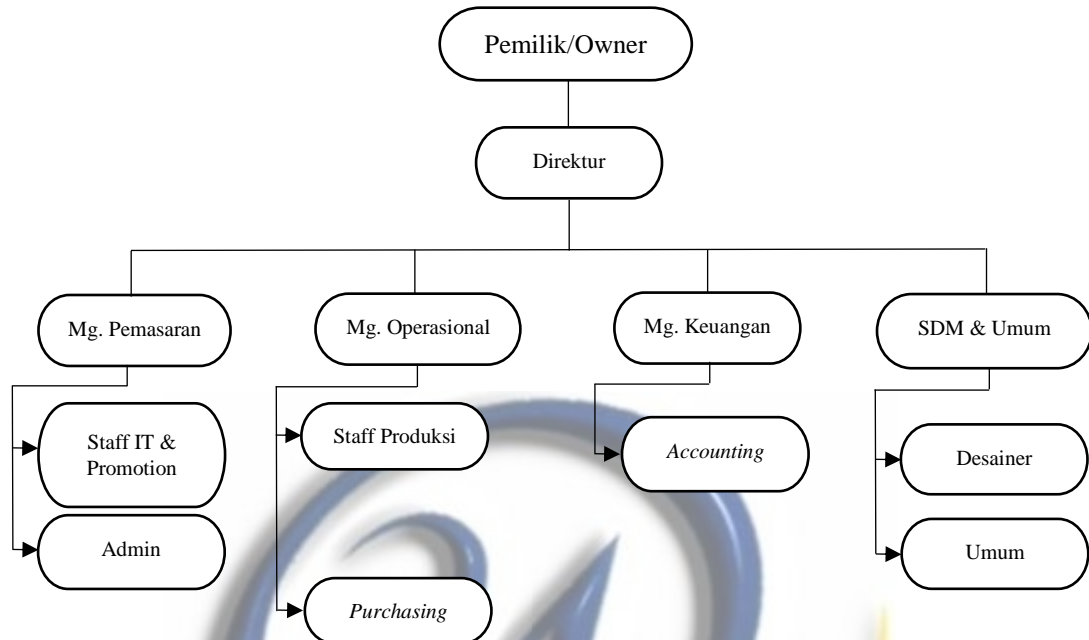 Pemilik/Owner
Direktur
Mg. Pemasaran
Mg. Operasional
Mg. Keuangan
SDM & Umum
Staff IT &
Promotion
Staff Produksi
Accounting
Desainer
Admin
Umum
Purchasing